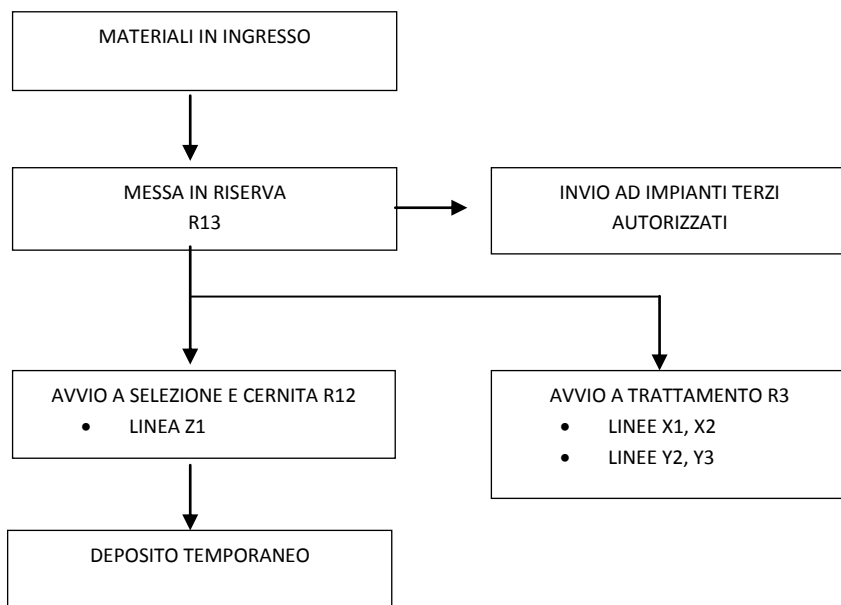 MATERIALI IN INGRESSO
MESSA IN RISERVA
R13
INVIO AD IMPIANTI TERZI
AUTORIZZATI
AVVIO A SELEZIONE E CERNITA R12
• LINEA Z1
AVVIO A TRATTAMENTO R3
• LINEE X1, X2
• LINEE Y2, Y3
DEPOSITO TEMPORANEO